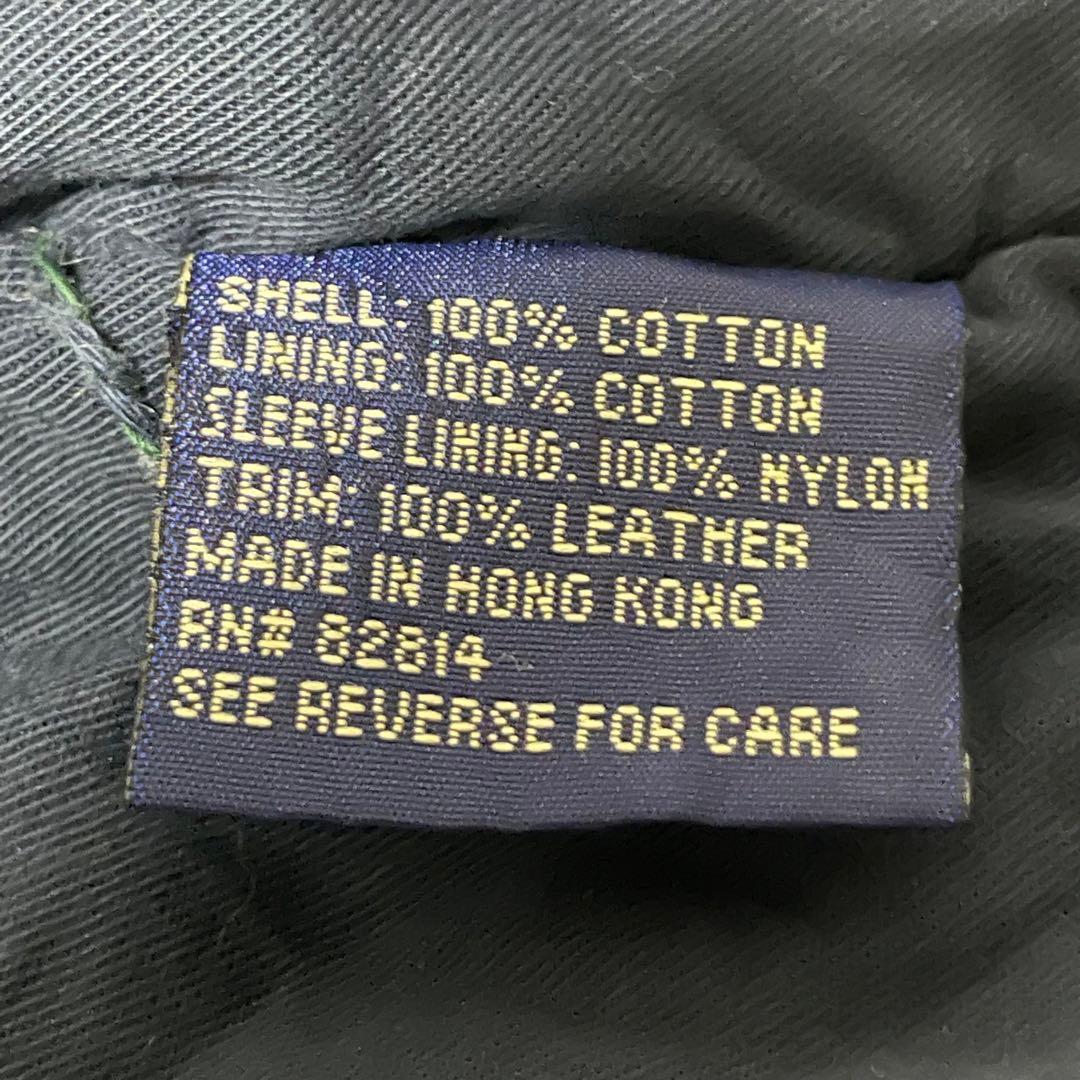 SHELL: 100% COTTON
LINING: 100% COTTON
SLEEVE LINING: 100% NYLON
TRIM: 100% LEATHER
MADE IN HONG KONG
RN# 82814
SEE REVERSE FOR CARE